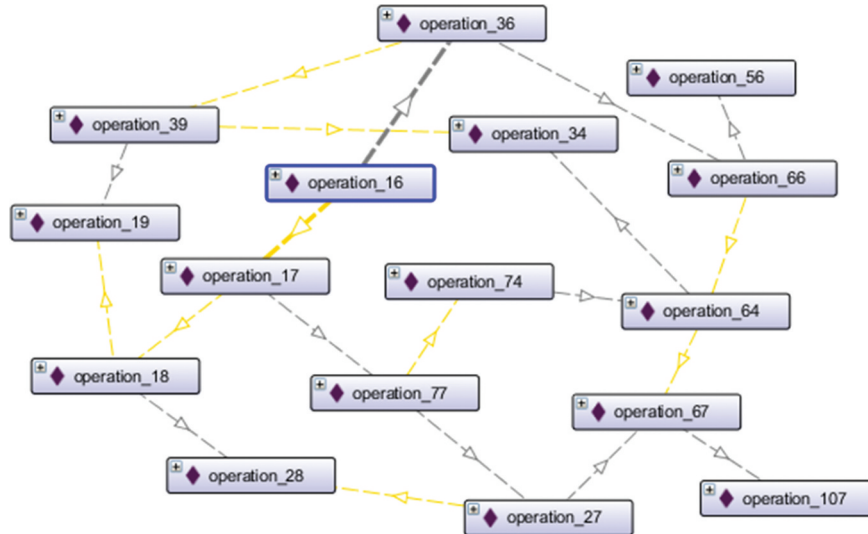 operation_36
operation_56
operation_39
operation_34
operation_16
operation_66
operation_19
operation_17
operation_74
operation_64
operation_18
operation_77
operation_67
operation_28
operation_107
operation_27